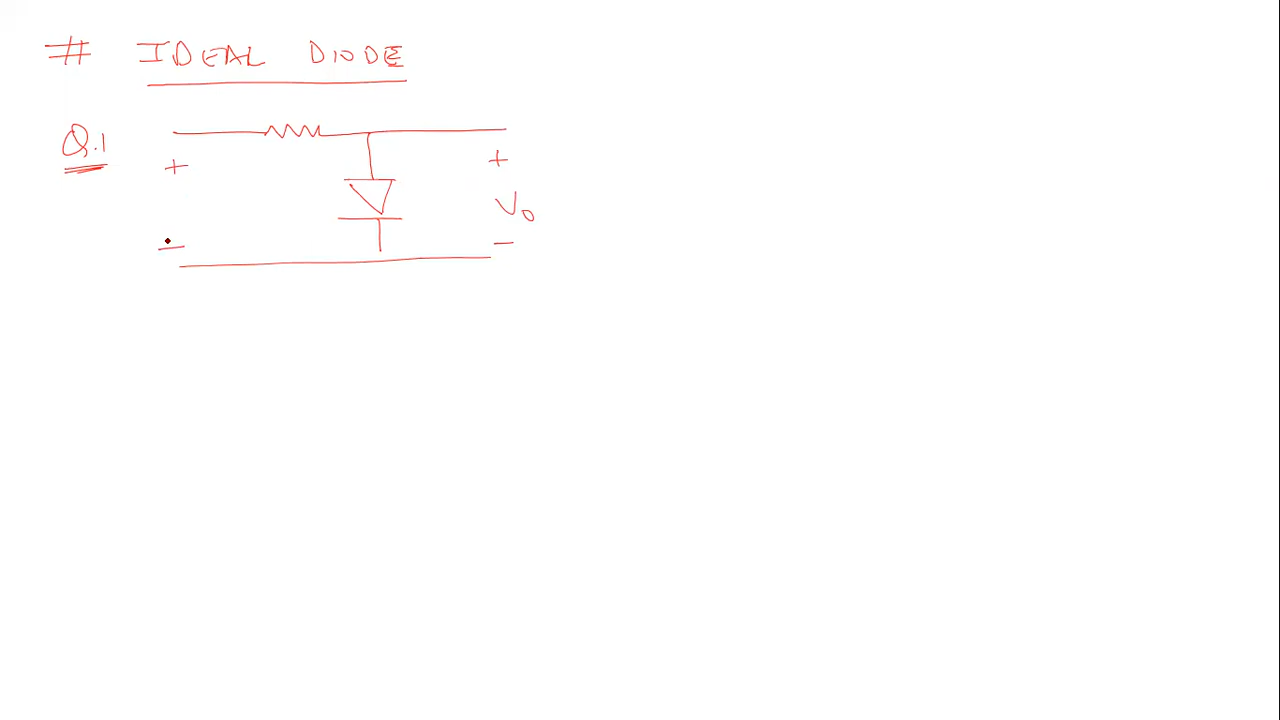 # IDEAL DIODE
Q.1
+ +
V0
- -